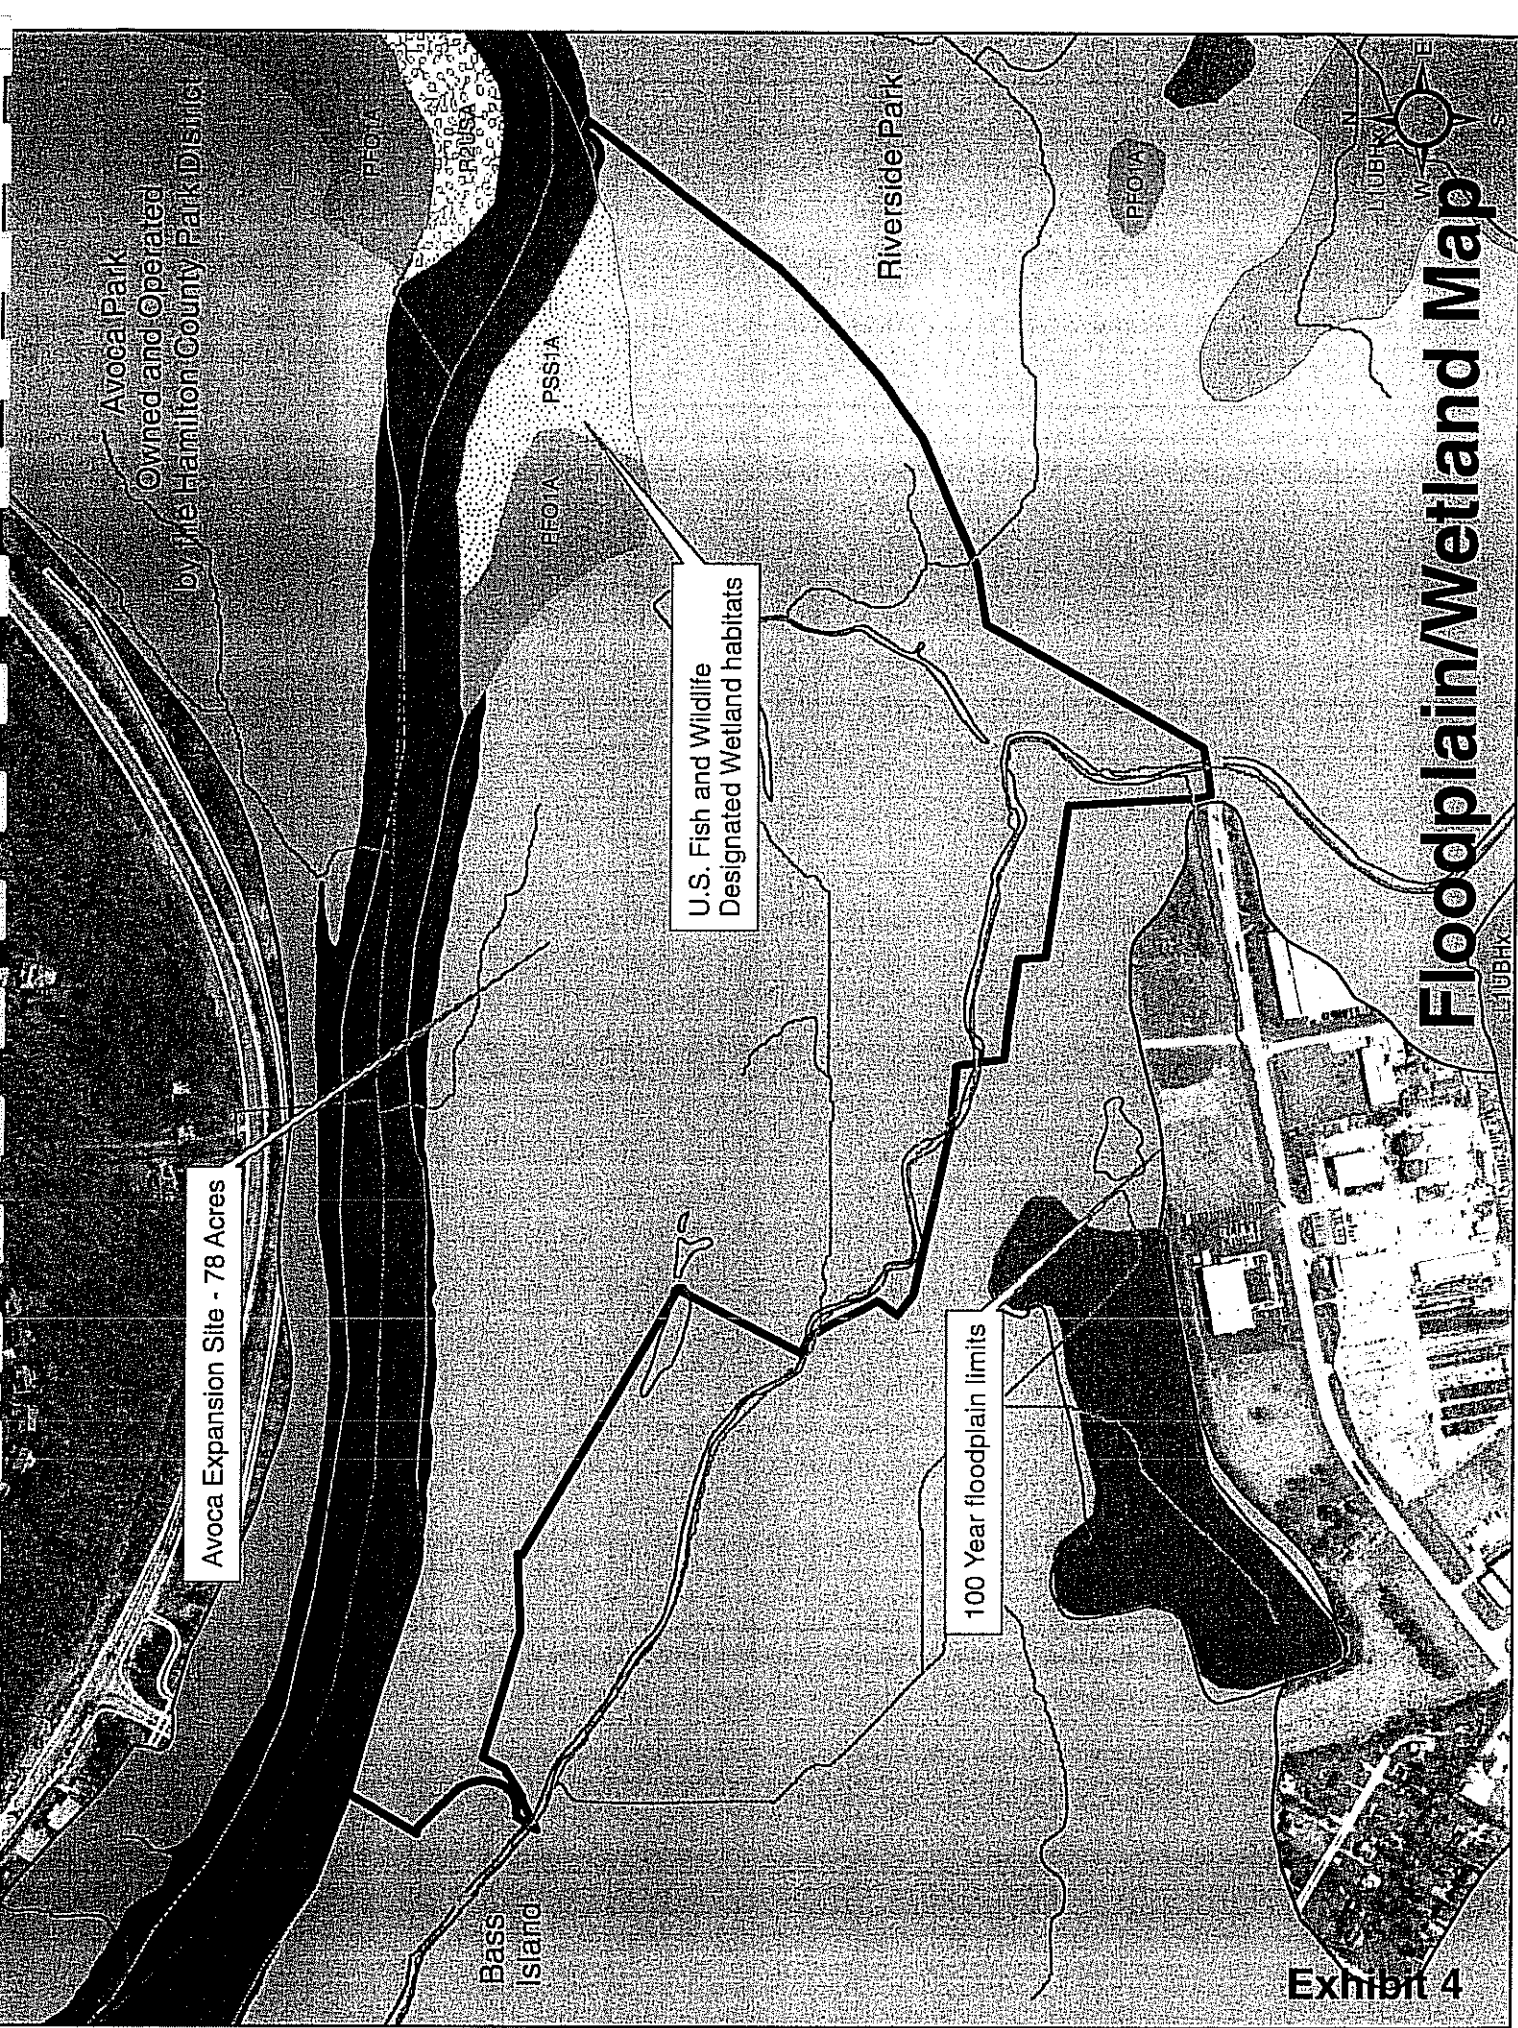 Avoca Park
Owned and Operated
by the Hamilton County Park District
PFO1A
R2USA
Avoca Expansion Site - 78 Acres
PSS1A
PFO1A
Riverside Park
U.S. Fish and Wildlife
Designated Wetland habitats
PFO1A
Bass
Island
100 Year floodplain limits
L1UBHx
N
E
S
W
L1UBHx
Floodplain/Wetland Map
Exhibit 4